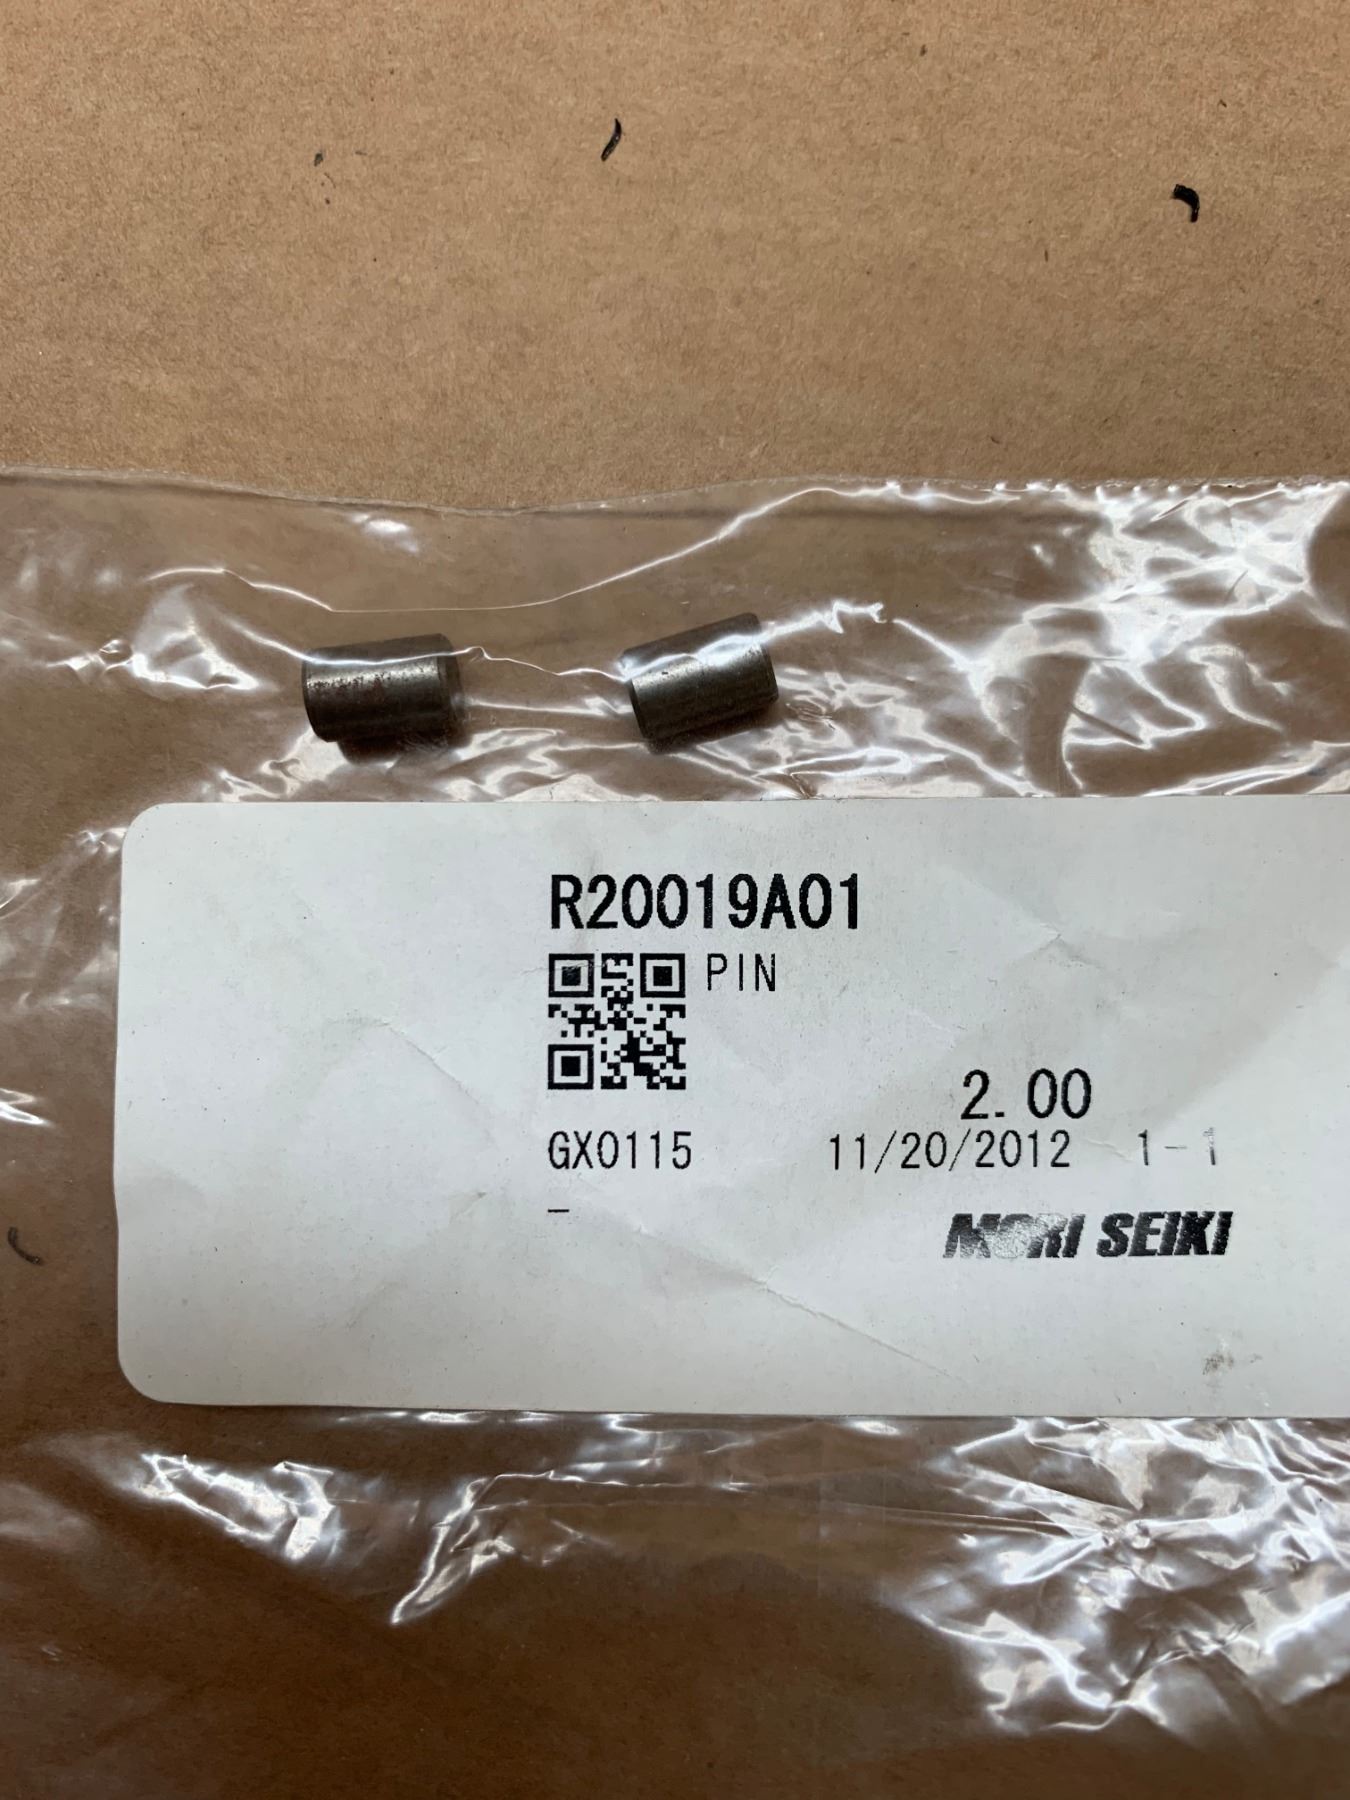 R20019A01
PIN
2.00
GX0115 11/20/2012 1-1
-
MORI SEIKI